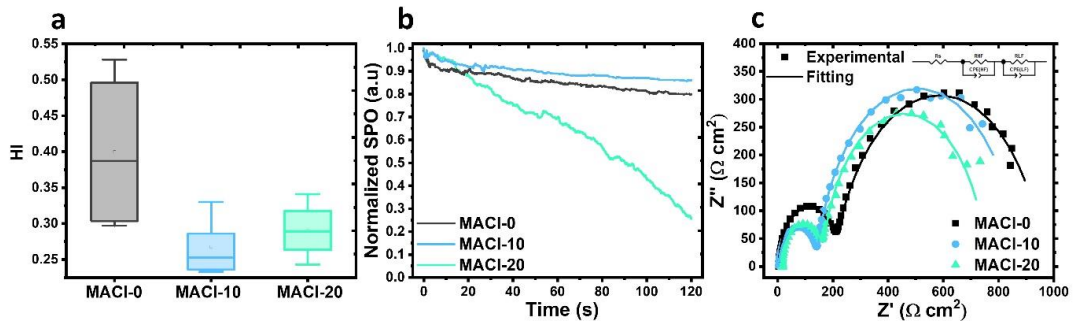 a
HI
0.55
0.50
0.45
0.40
0.35
0.30
0.25
MACl-0 MACl-10 MACl-20
b
Normalized SPO (a.u)
1.0
0.9
0.8
0.7
0.6
0.5
0.4
0.3
0.2
0.1
0.0
MACl-0
MACl-10
MACl-20
0 20 40 60 80 100 120
Time (s)
c
Z'' (Ω cm²)
400
350
300
250
200
150
100
50
0
Experimental
Fitting
Rs RHF RLF
CPE(HF) CPE(LF)
MACl-0
MACl-10
MACl-20
0 200 400 600 800 1000
Z' (Ω cm²)